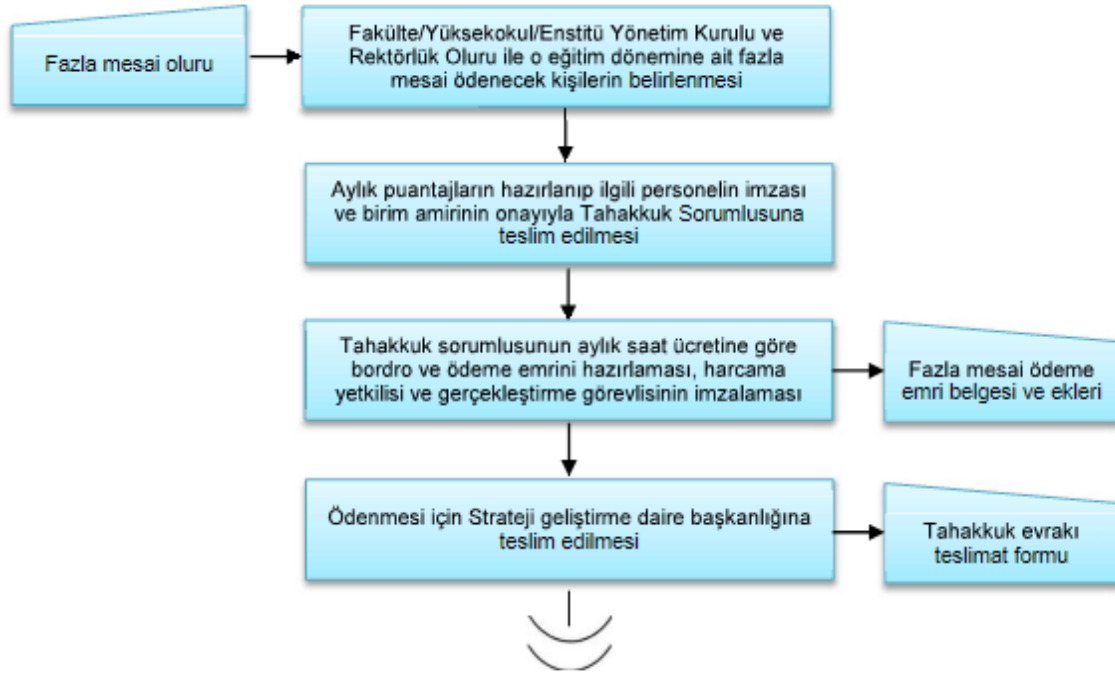 Fazla mesai oluru
Fakülte/Yüksekokul/Enstitü Yönetim Kurulu ve
Rektörlük Oluru ile o eğitim dönemine ait fazla
mesai ödenecek kişilerin belirlenmesi
Aylık puantajların hazırlanıp ilgili personelin imzası
ve birim amirinin onayıyla Tahakkuk Sorumlusuna
teslim edilmesi
Tahakkuk sorumlusunun aylık saat ücretine göre
bordro ve ödeme emrini hazırlaması, harcama
yetkilisi ve gerçekleştirme görevlisinin imzalaması
Fazla mesai ödeme
emri belgesi ve ekleri
Ödenmesi için Strateji geliştirme daire başkanlığına
teslim edilmesi
Tahakkuk evrakı
teslimat formu